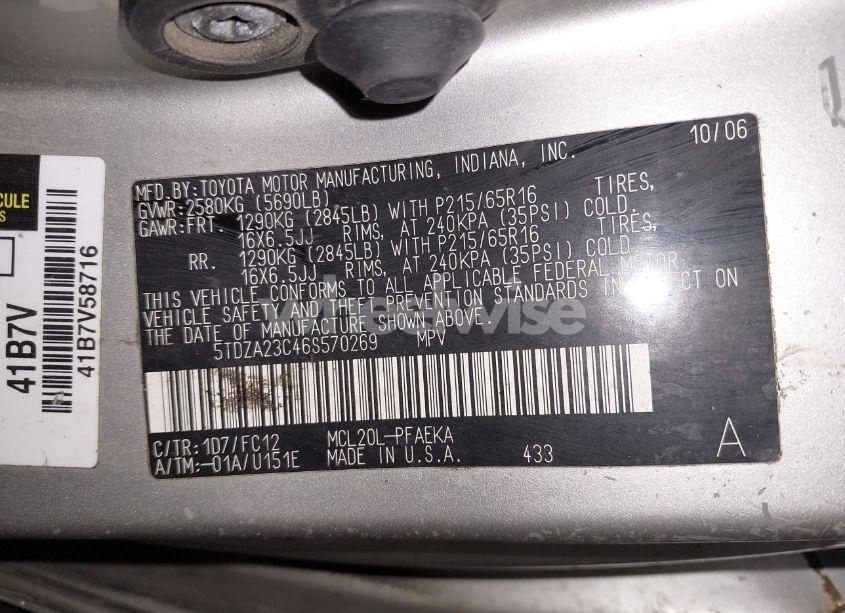 10/06
MFD.BY:TOYOTA MOTOR MANUFACTURING, INDIANA, INC.
GVWR:2580KG (5690LB)
GAWR:FRT. 1290KG (2845LB) WITH P215/65R16 TIRES,
16X6.5JJ RIMS, AT 240KPA (35PSI) COLD.
RR. 1290KG (2845LB) WITH P215/65R16 TIRES,
16X6.5JJ RIMS, AT 240KPA (35PSI) COLD.
THIS VEHICLE CONFORMS TO ALL APPLICABLE FEDERAL MOTOR
VEHICLE SAFETY AND THEFT PREVENTION STANDARDS IN EFFECT ON
THE DATE OF MANUFACTURE SHOWN ABOVE.
5TDZA23C46S570269 MPV
C/TR:1D7/FC12 MCL20L-PFAEKA
A/TM:-01A/U151E MADE IN U.S.A. 433
A
41B7V
41B7V58716